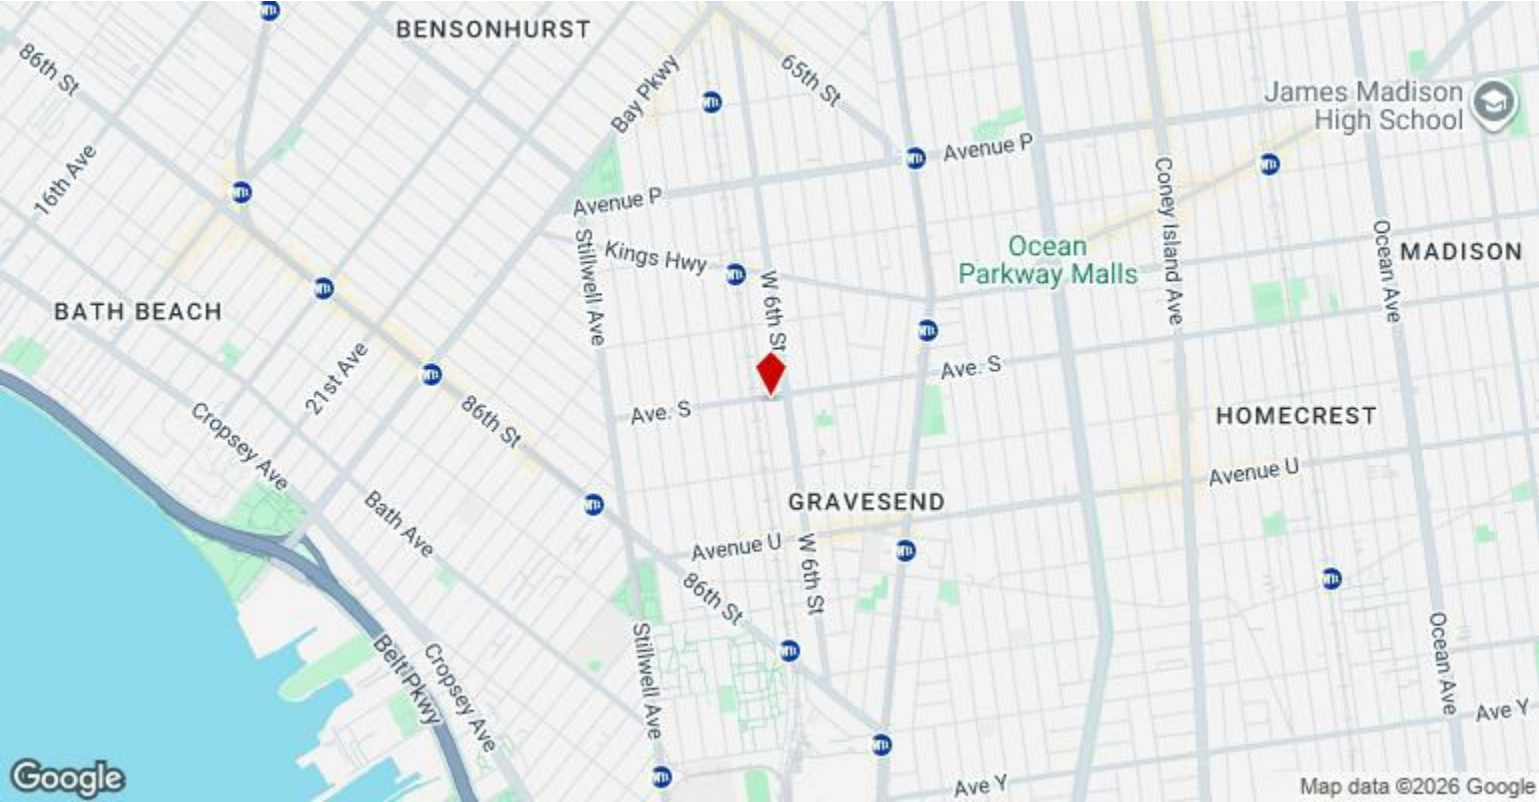 BENSONHURST
86th St
65th St
Bay Pkwy
James Madison
High School
Avenue P
16th Ave
Avenue P
Coney Island Ave
Stillwell Ave
Kings Hwy
Ocean
Parkway Malls
Ocean Ave
MADISON
W 6th St
BATH BEACH
21st Ave
Ave. S
Ave. S
Cropsey Ave
86th St
HOMECREST
Avenue U
Bath Ave
GRAVESEND
Avenue U
W 6th St
86th St
Stillwell Ave
Belt Pkwy
Cropsey Ave
Ocean Ave
Ave Y
Ave Y
Google
Map data ©2026 Google